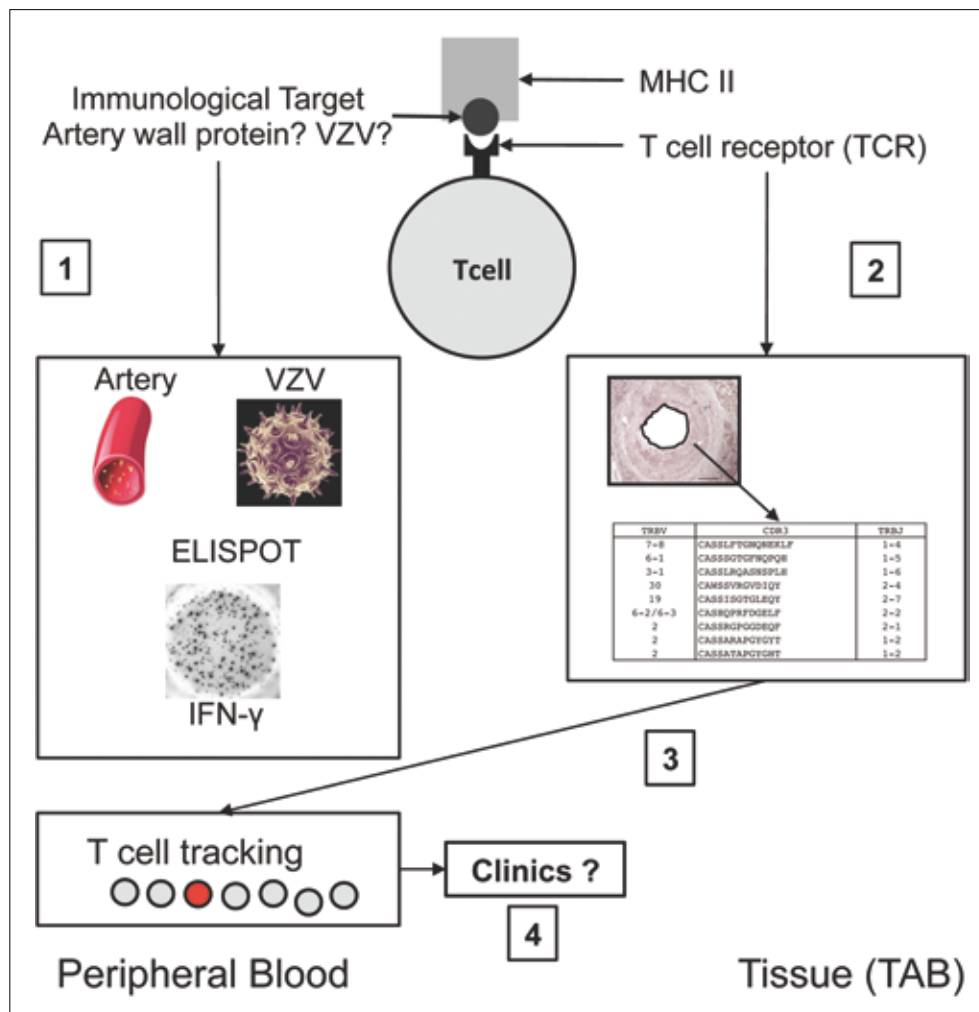 MHC II
Immunological Target
Artery wall protein? VZV?
T cell receptor (TCR)
Tcell
1
2
Artery
VZV
ELISPOT
IFN-γ
TRBV CDR3 TRBJ
7-8 CASSLFTGNQNEKLF 1-4
6-1 CASSSGTGFNQPQH 1-5
3-1 CASSLRQASNSPLH 1-6
30 CAWSSVRGVDIQY 2-4
19 CASSISGTGLEQY 2-7
6-2/6-3 CASHQPRFDGELF 2-2
2 CASSRGPGGDEQF 2-1
2 CASSARAPGYGYT 1-2
2 CASSATAPGYGHT 1-2
3
T cell tracking
Clinics ?
4
Peripheral Blood
Tissue (TAB)